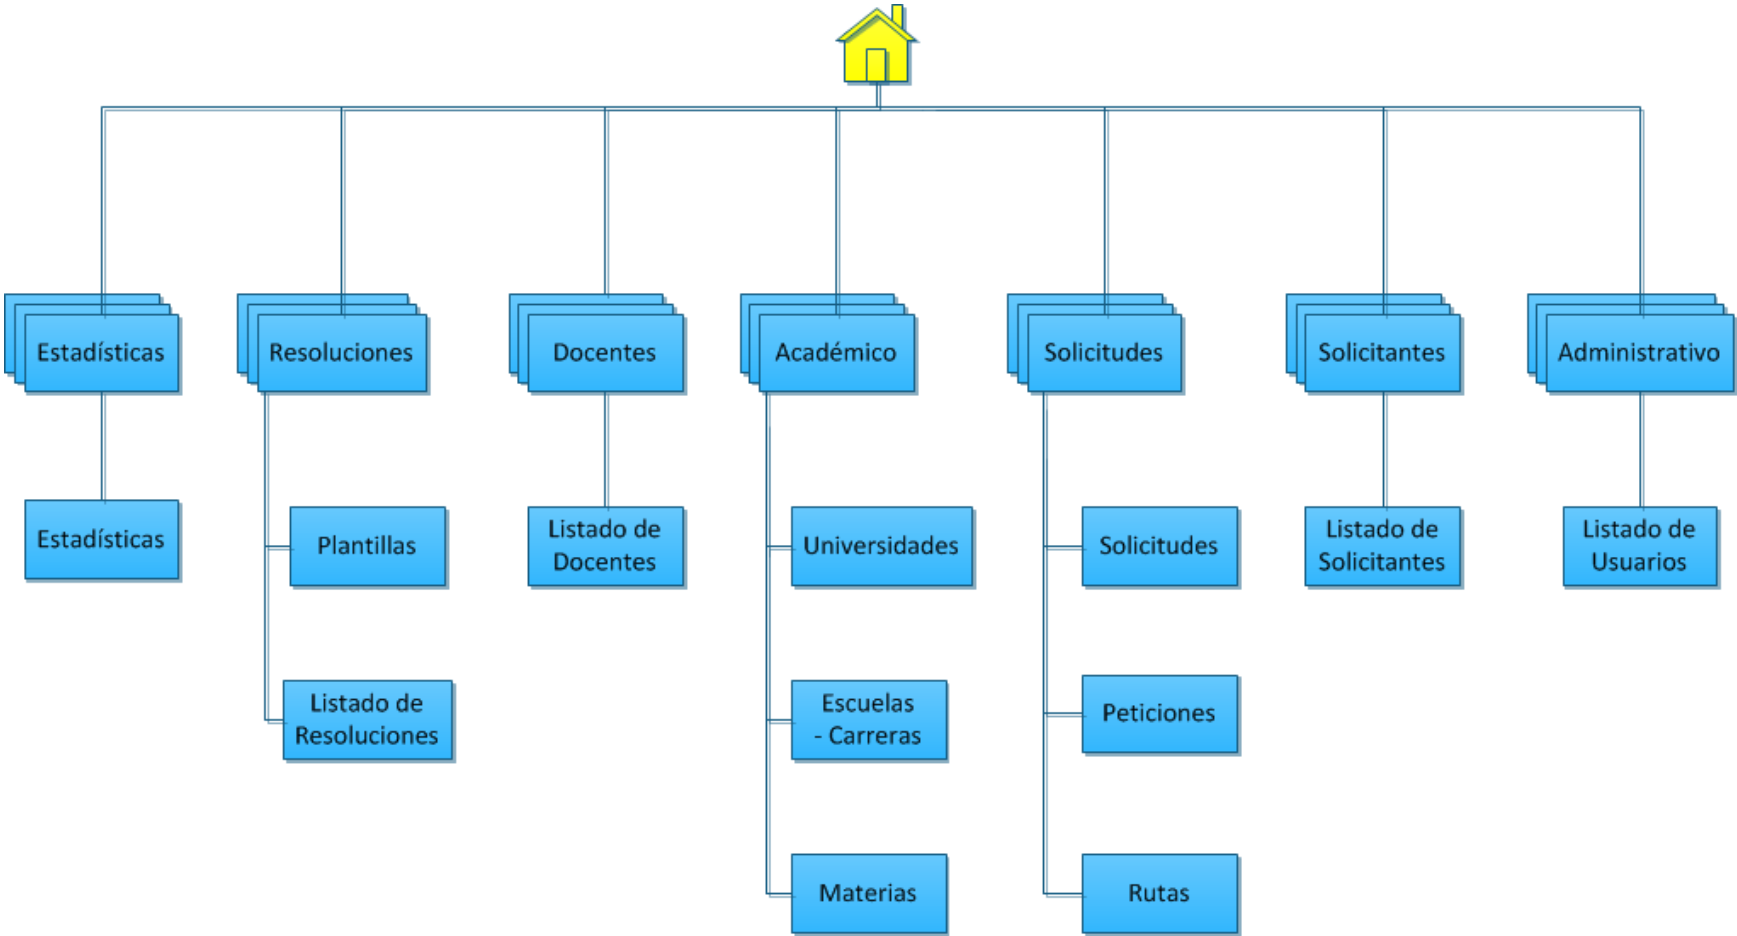 Estadísticas
Resoluciones
Docentes
Académico
Solicitudes
Solicitantes
Administrativo
Estadísticas
Plantillas
Listado de
Docentes
Universidades
Solicitudes
Listado de
Solicitantes
Listado de
Usuarios
Listado de
Resoluciones
Escuelas
- Carreras
Peticiones
Materias
Rutas